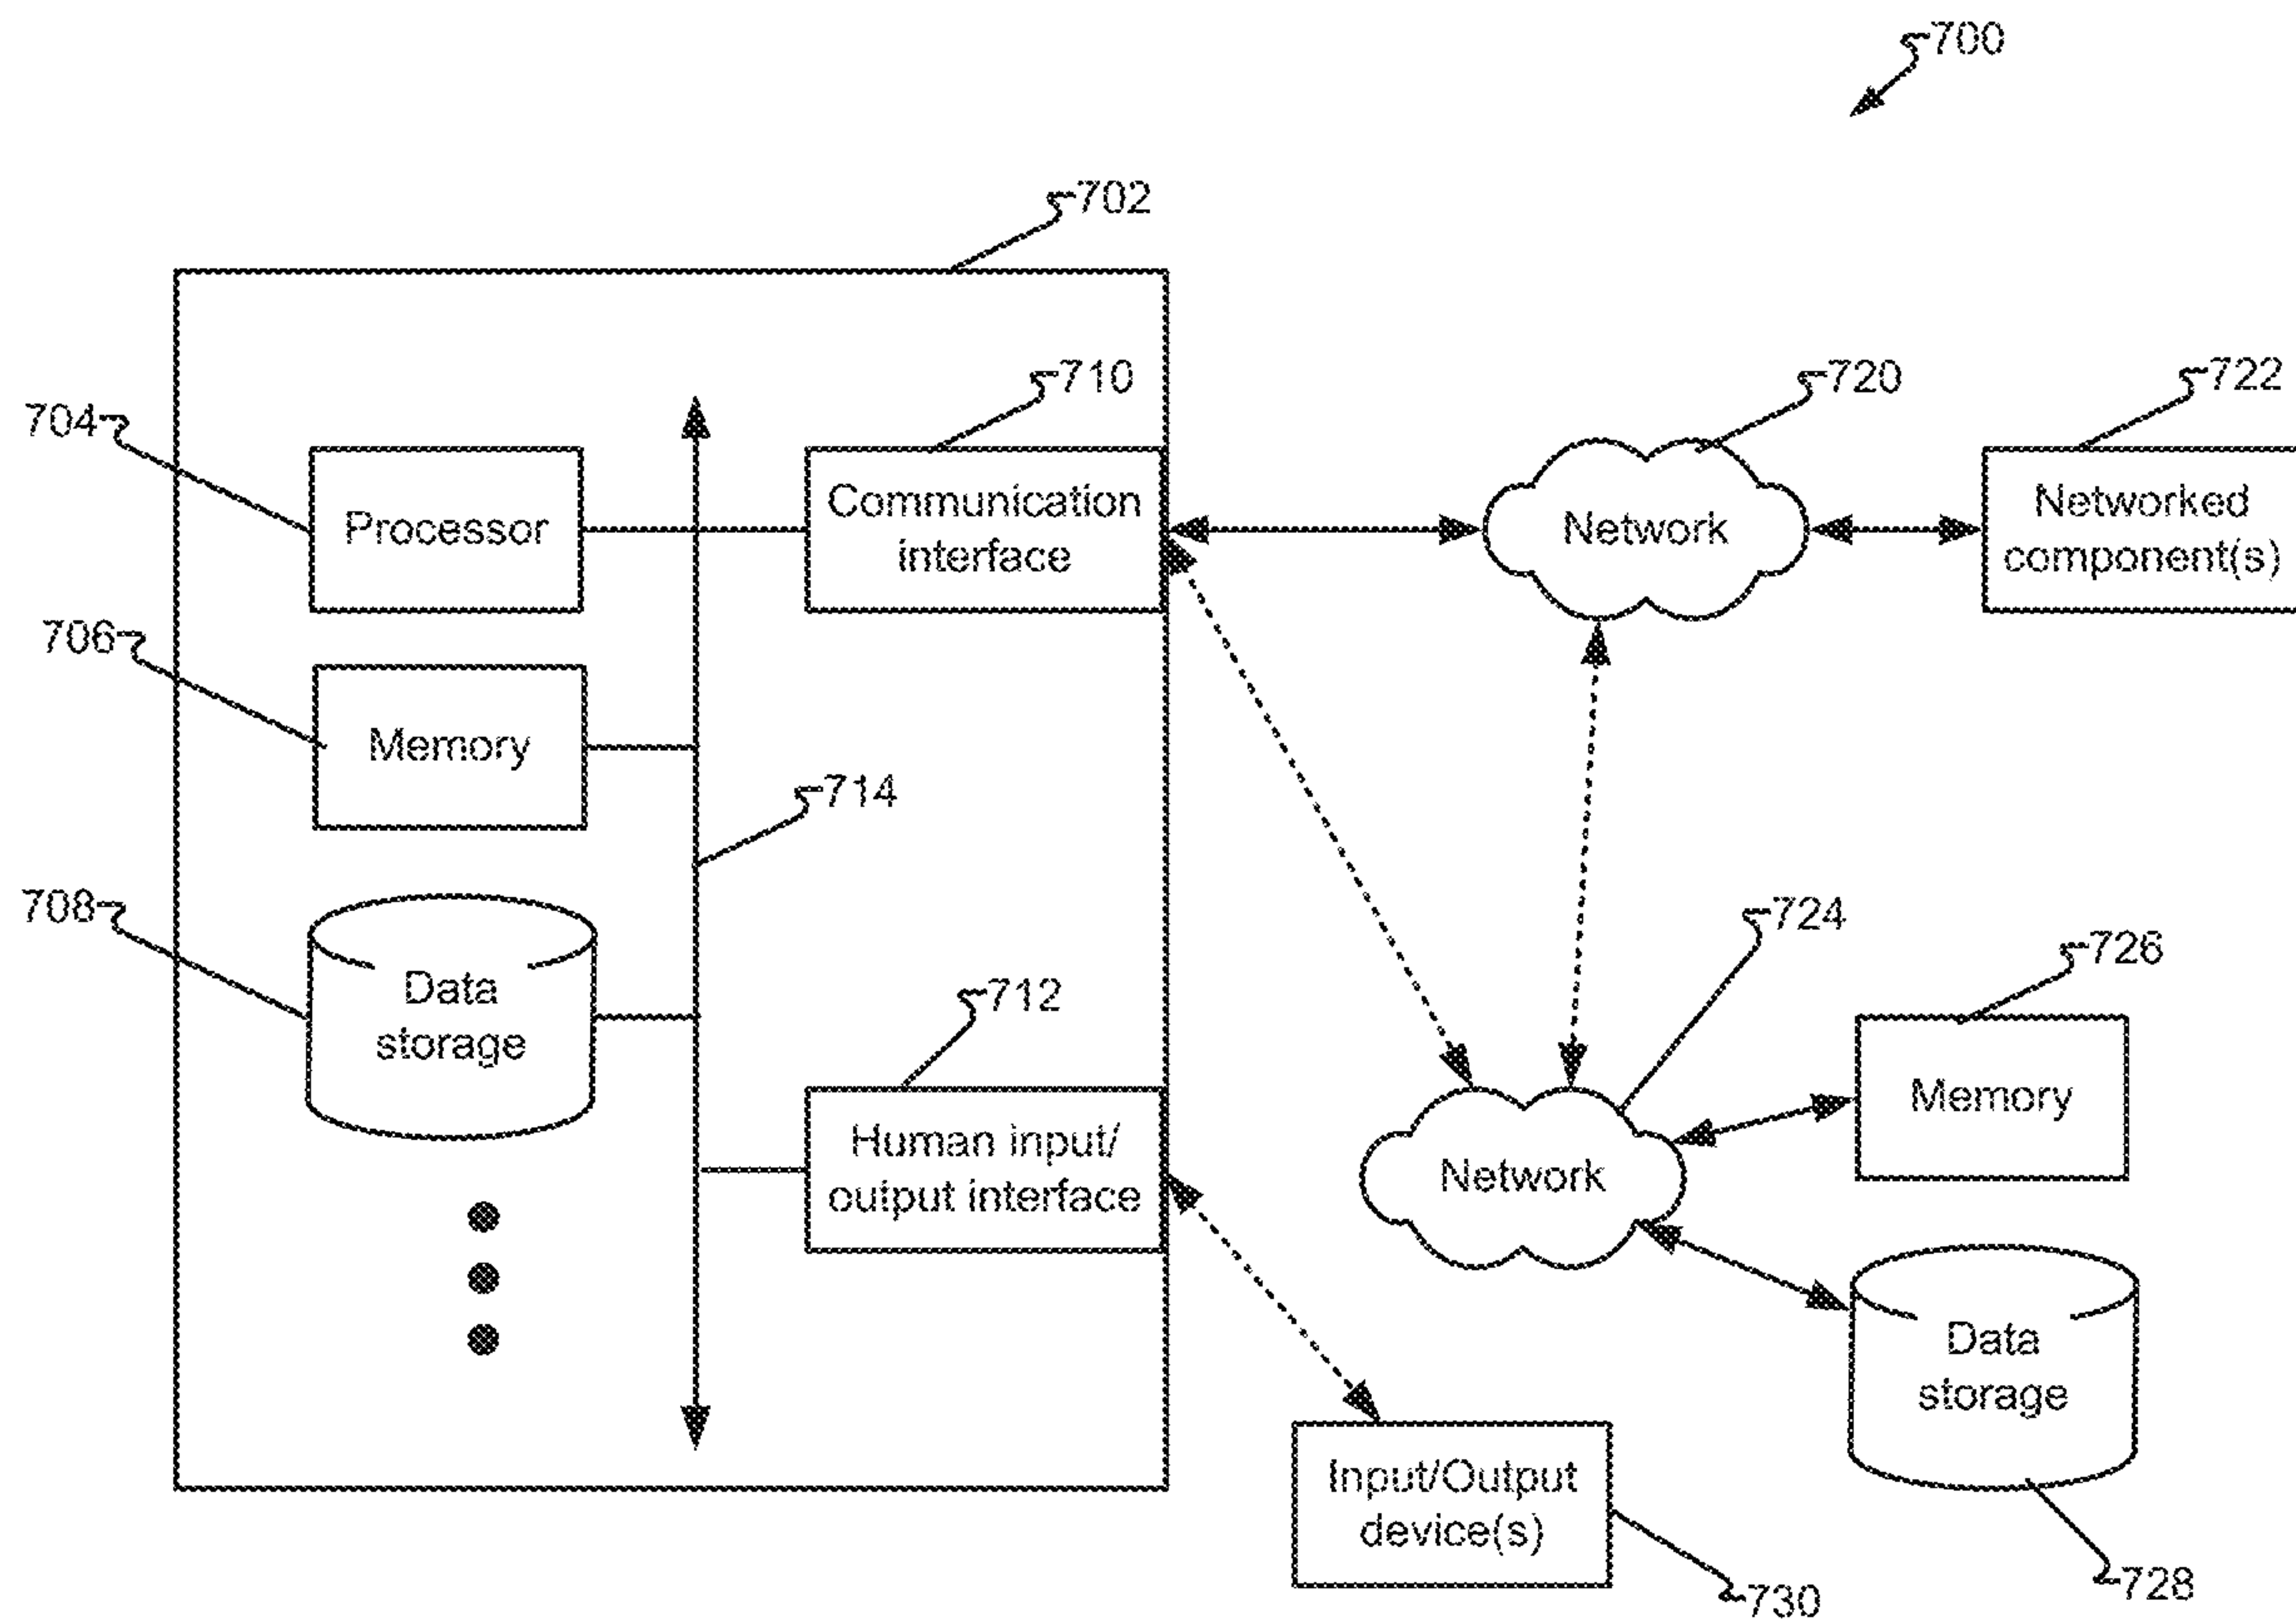 700
702
710
720
722
704
Processor
Communication
interface
Network
Networked
component(s)
706
Memory
714
708
Data
storage
724
726
712
Memory
Human input/
output interface
Network
Data
storage
Input/Output
device(s)
730
728